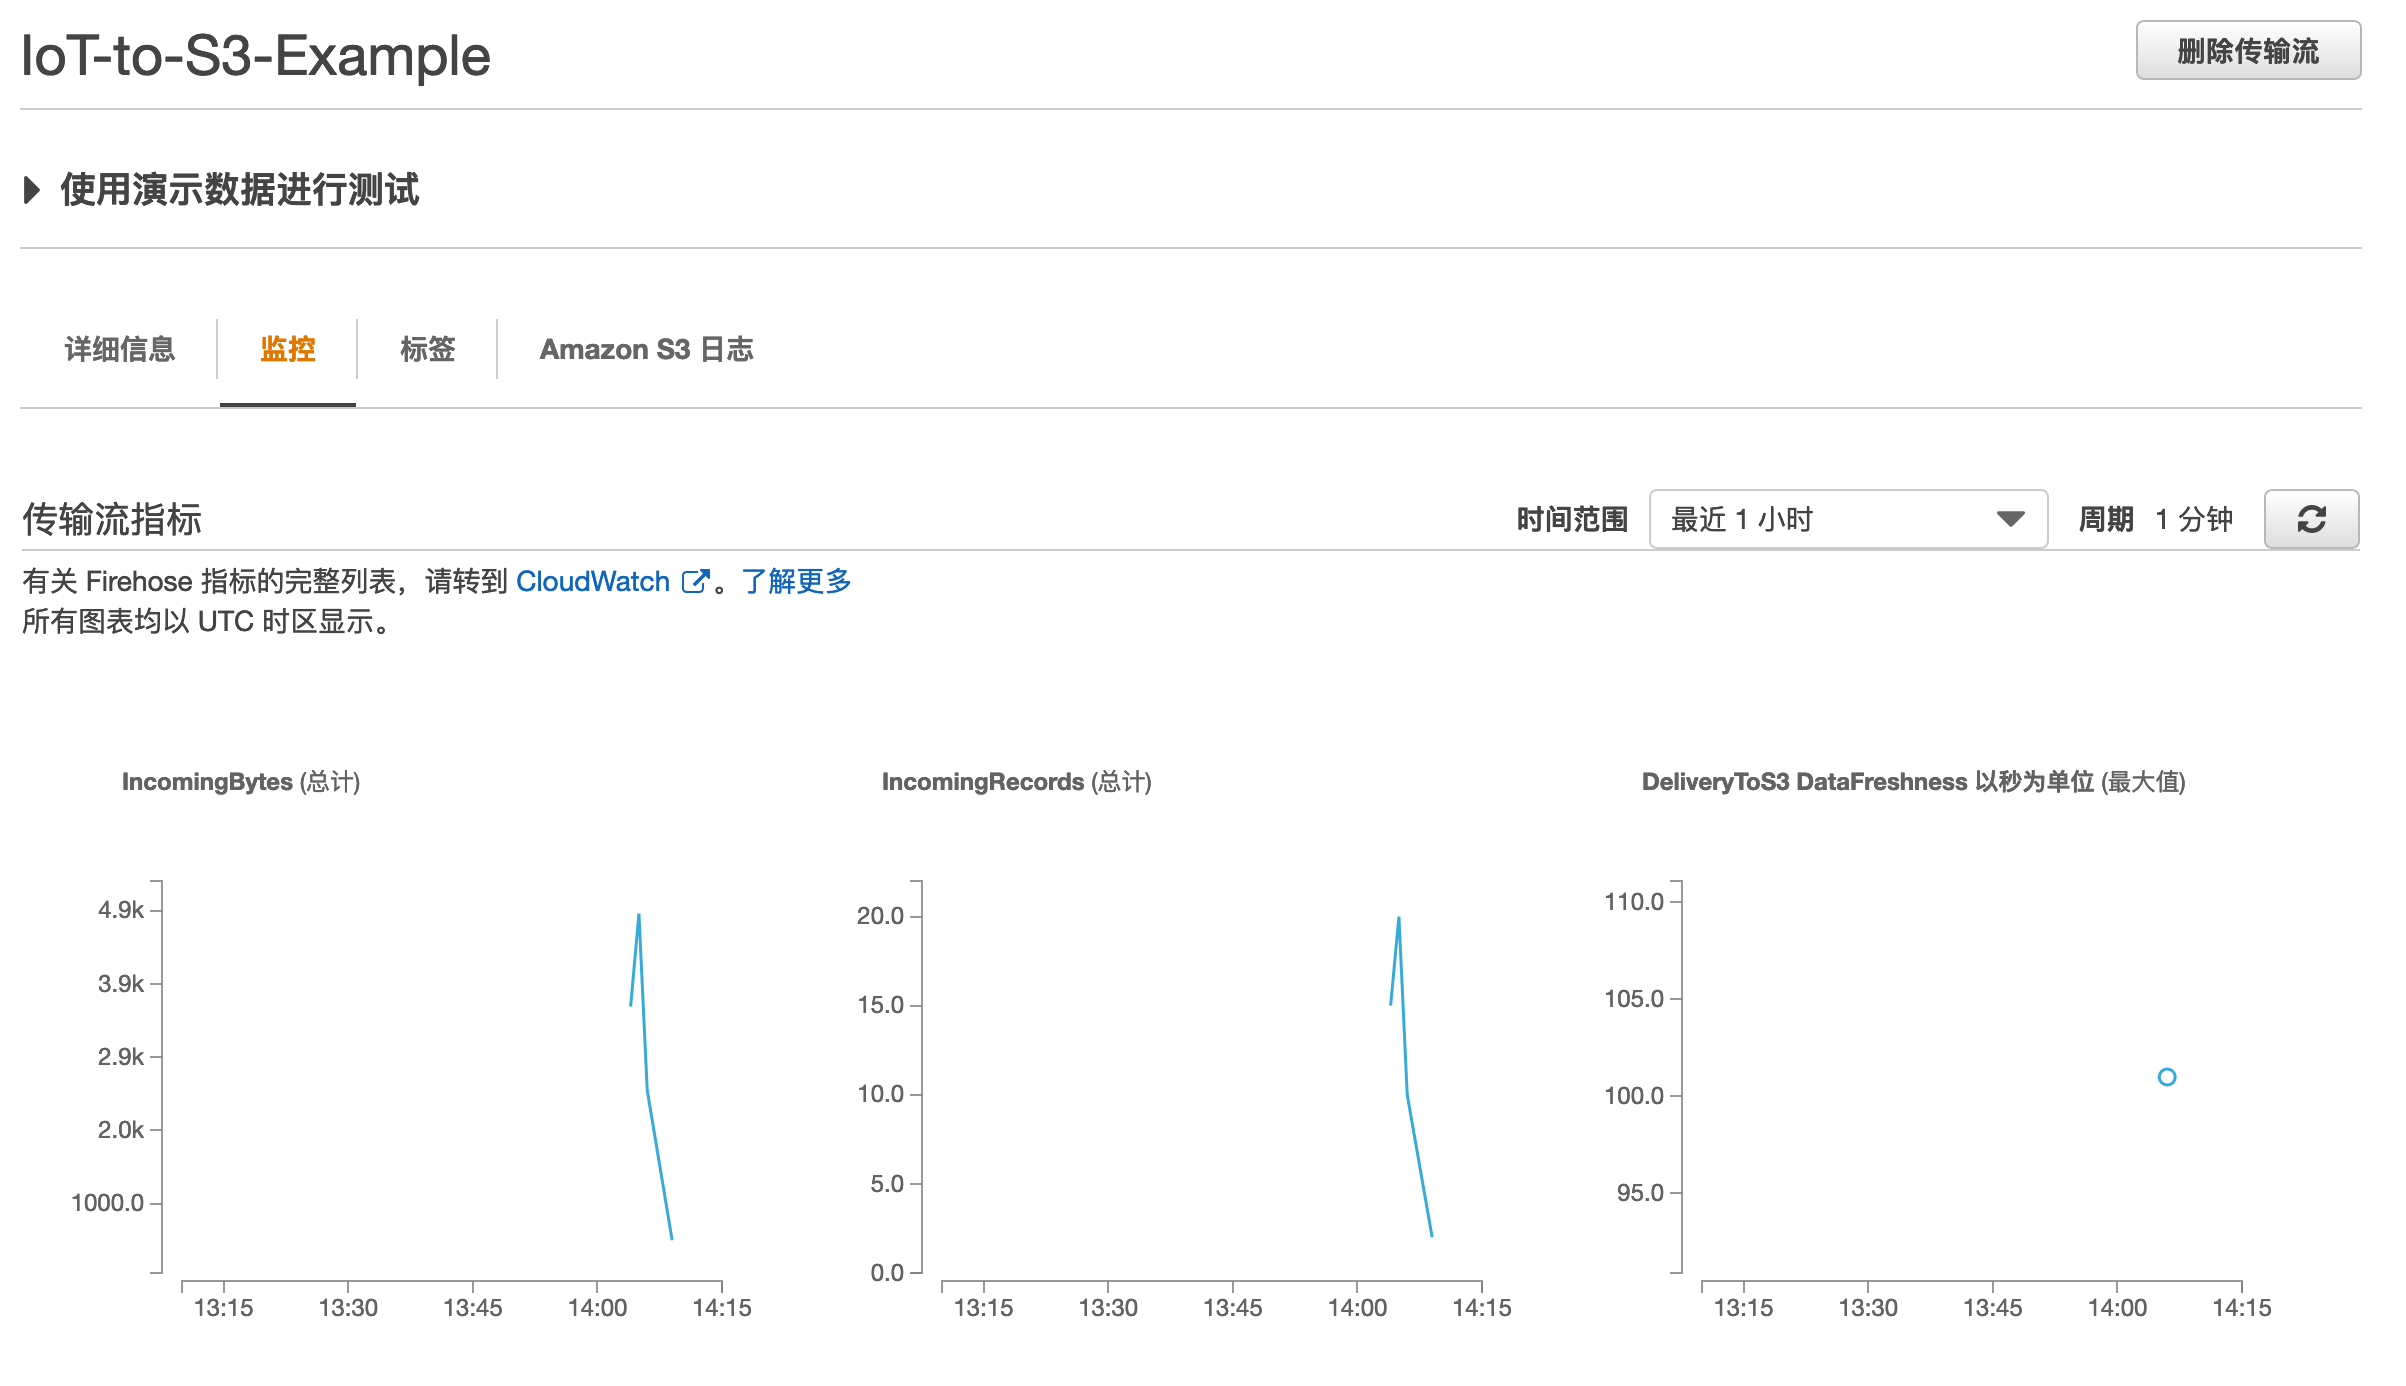 IoT-to-S3-Example
删除传输流
使用演示数据进行测试
详细信息 监控 标签 Amazon S3 日志
传输流指标
时间范围 最近 1 小时 周期 1 分钟
有关 Firehose 指标的完整列表，请转到 CloudWatch 。了解更多
所有图表均以 UTC 时区显示。
IncomingBytes (总计)
4.9k
3.9k
2.9k
2.0k
1000.0
13:15 13:30 13:45 14:00 14:15
IncomingRecords (总计)
20.0
15.0
10.0
5.0
0.0
13:15 13:30 13:45 14:00 14:15
DeliveryToS3 DataFreshness 以秒为单位 (最大值)
110.0
105.0
100.0
95.0
13:15 13:30 13:45 14:00 14:15